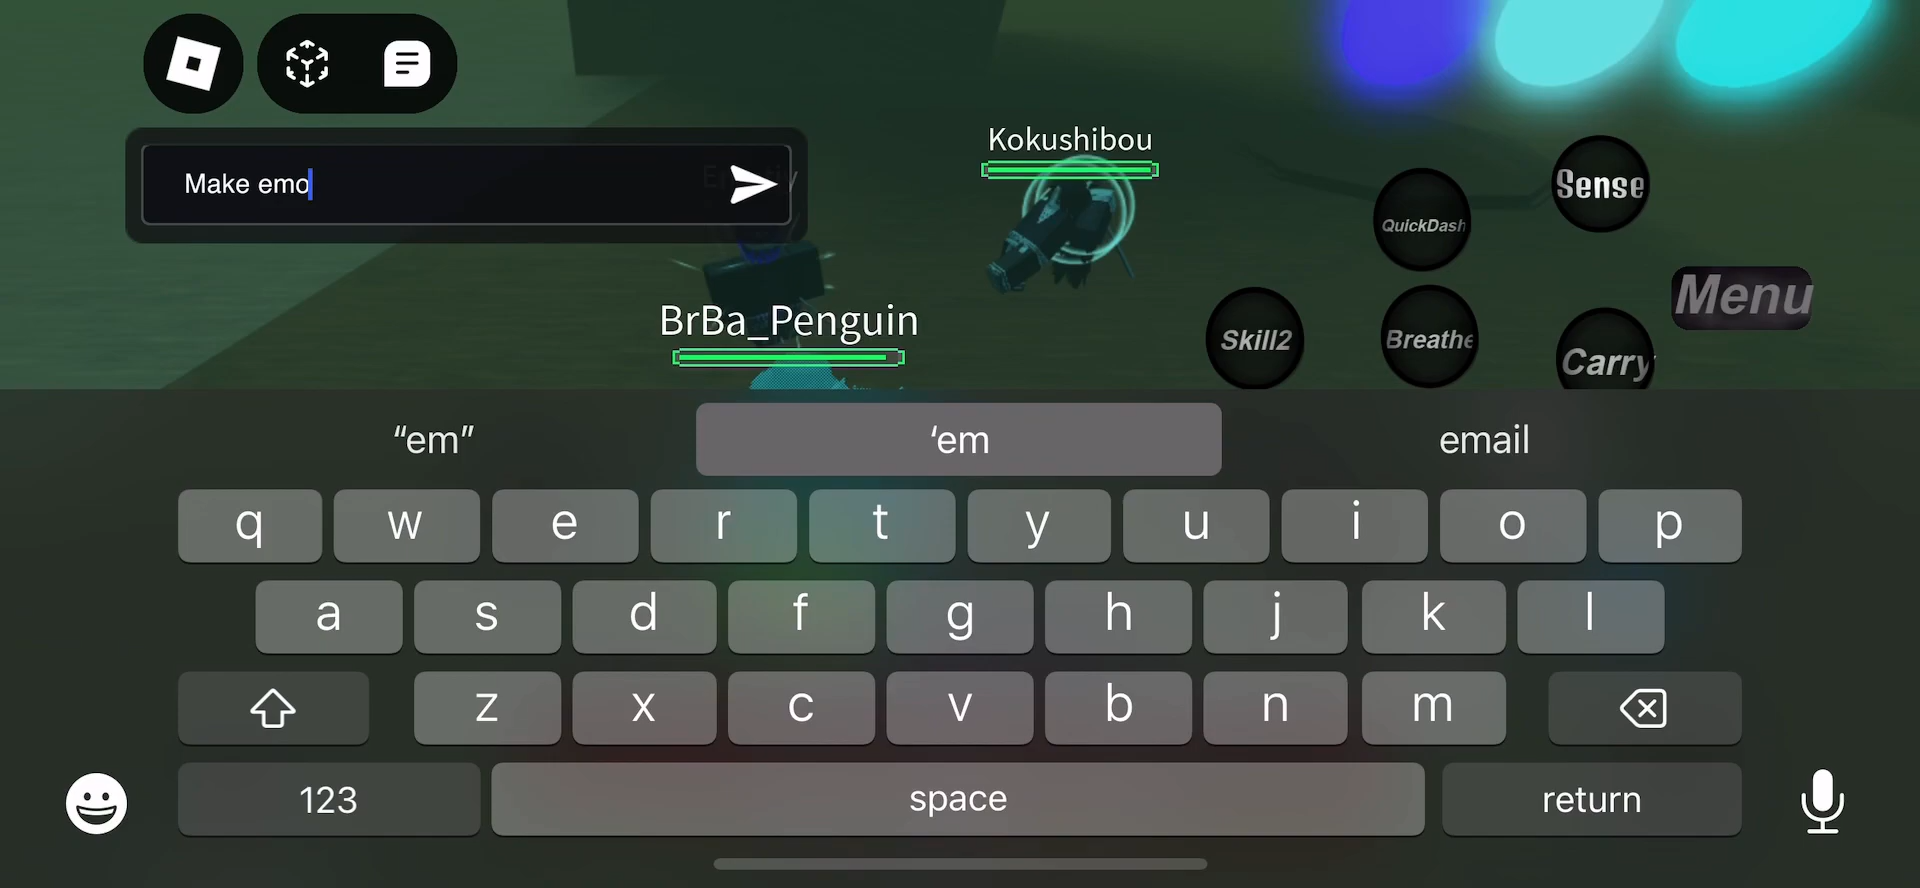 Make emo
Kokushibou
Sense
QuickDash
Menu
BrBa_Penguin
Skill2
Breathe
Carry
“em” ‘em email
q w e r t y u i o p
a s d f g h j k l
z x c v b n m
123 space return